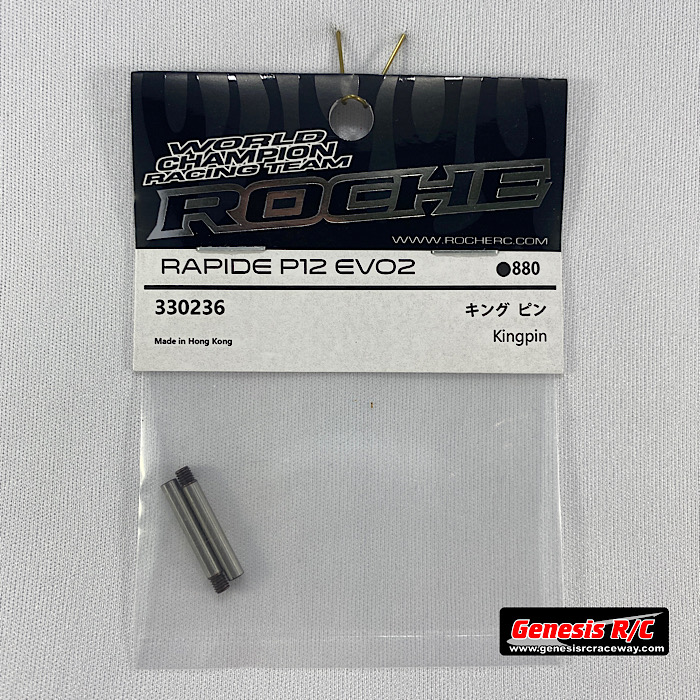 WORLD
CHAMPION
RACING TEAM
ROCHE
WWW.ROCHERC.COM
RAPIDE P12 EVO2 ●880
330236 キング ピン
Made in Hong Kong Kingpin
Genesis R/C
www.genesisrcraceway.com